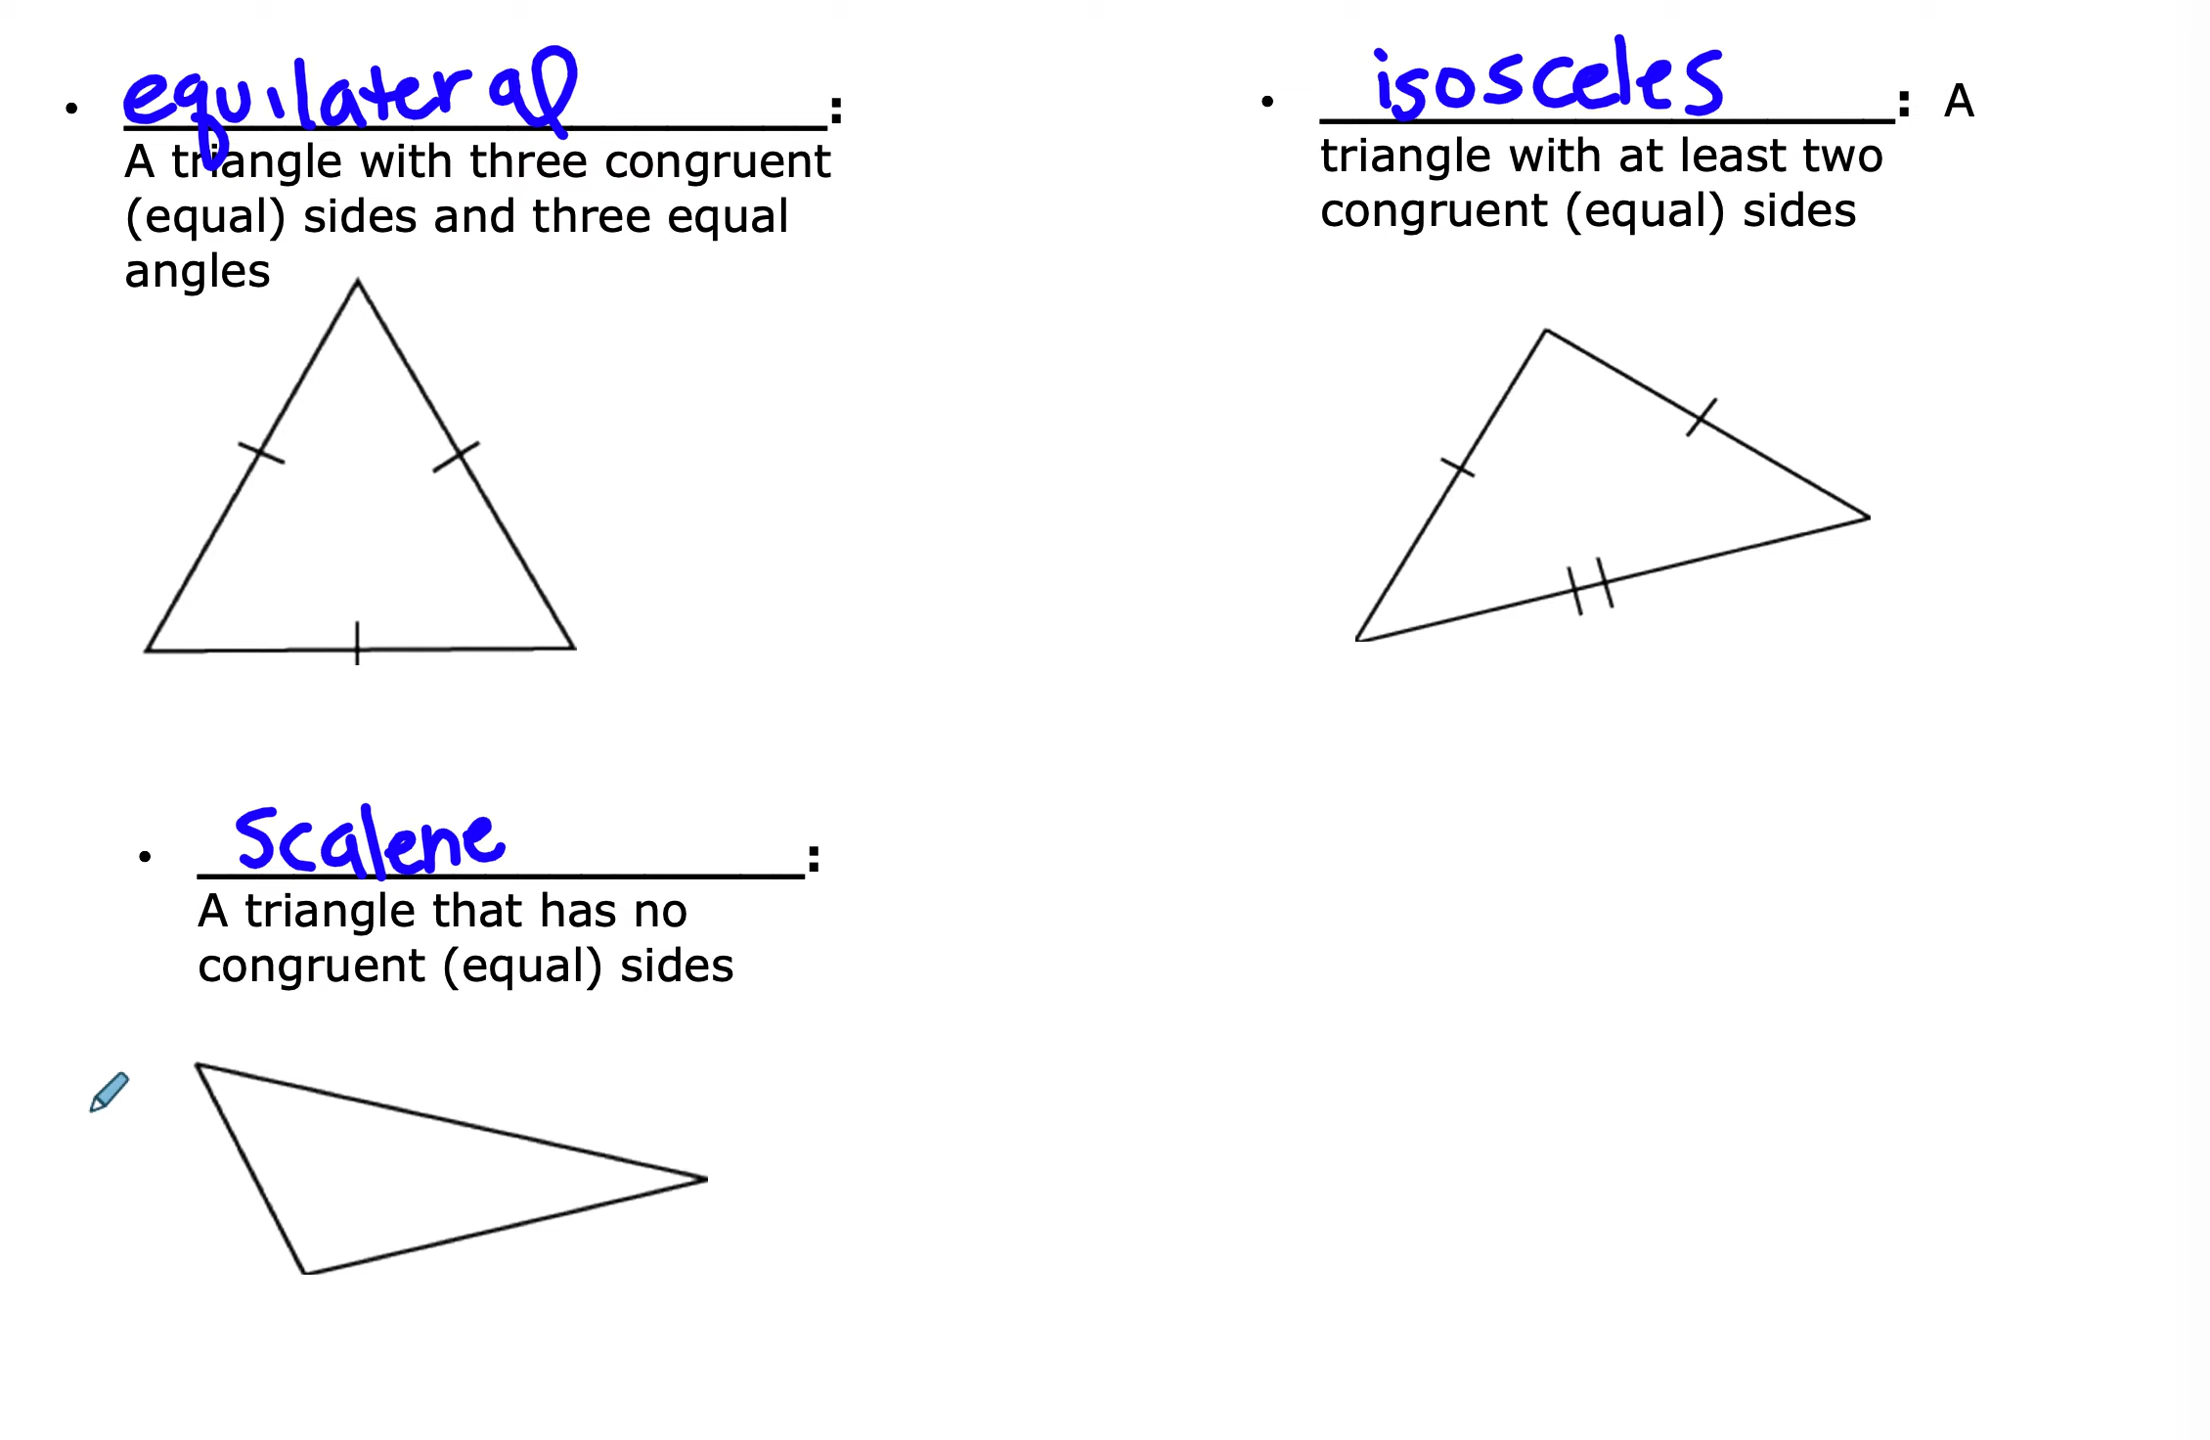 • equilateral :
A triangle with three congruent
(equal) sides and three equal
angles
• isosceles : A
triangle with at least two
congruent (equal) sides
• scalene :
A triangle that has no
congruent (equal) sides